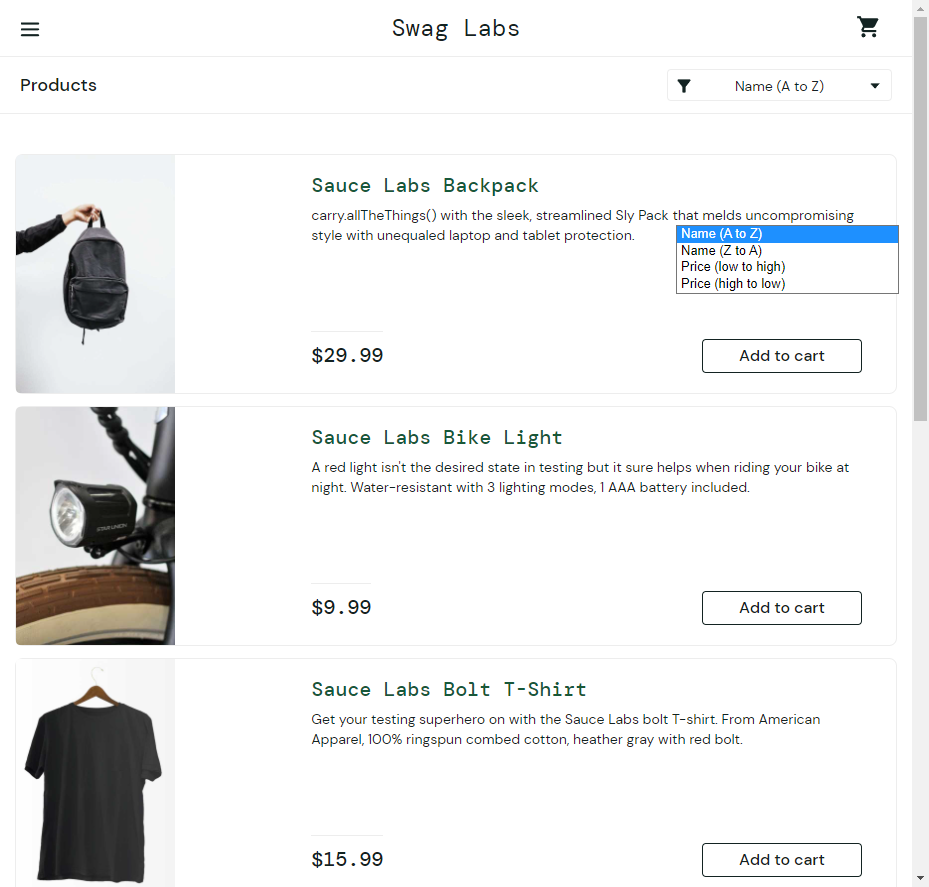 Swag Labs
Products
Name (A to Z)
Sauce Labs Backpack
carry.allTheThings() with the sleek, streamlined Sly Pack that melds uncompromising
style with unequaled laptop and tablet protection.
Name (A to Z)
Name (Z to A)
Price (low to high)
Price (high to low)
$29.99
Add to cart
Sauce Labs Bike Light
A red light isn't the desired state in testing but it sure helps when riding your bike at
night. Water-resistant with 3 lighting modes, 1 AAA battery included.
$9.99
Add to cart
Sauce Labs Bolt T-Shirt
Get your testing superhero on with the Sauce Labs bolt T-shirt. From American
Apparel, 100% ringspun combed cotton, heather gray with red bolt.
$15.99
Add to cart